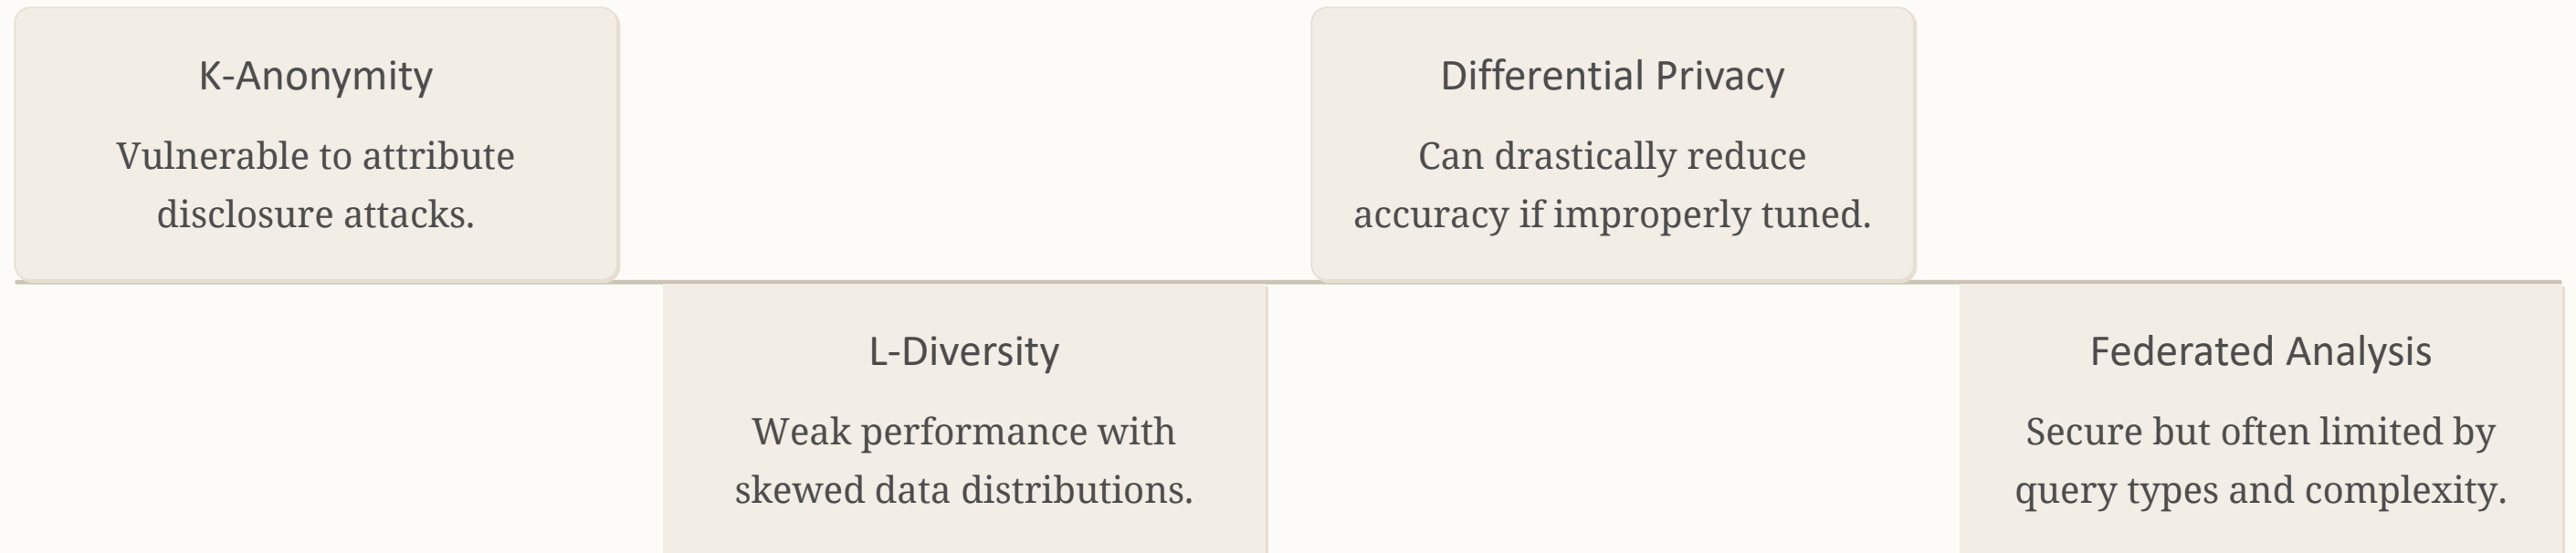 K-Anonymity
Vulnerable to attribute
disclosure attacks.
L-Diversity
Weak performance with
skewed data distributions.
Differential Privacy
Can drastically reduce
accuracy if improperly tuned.
Federated Analysis
Secure but often limited by
query types and complexity.